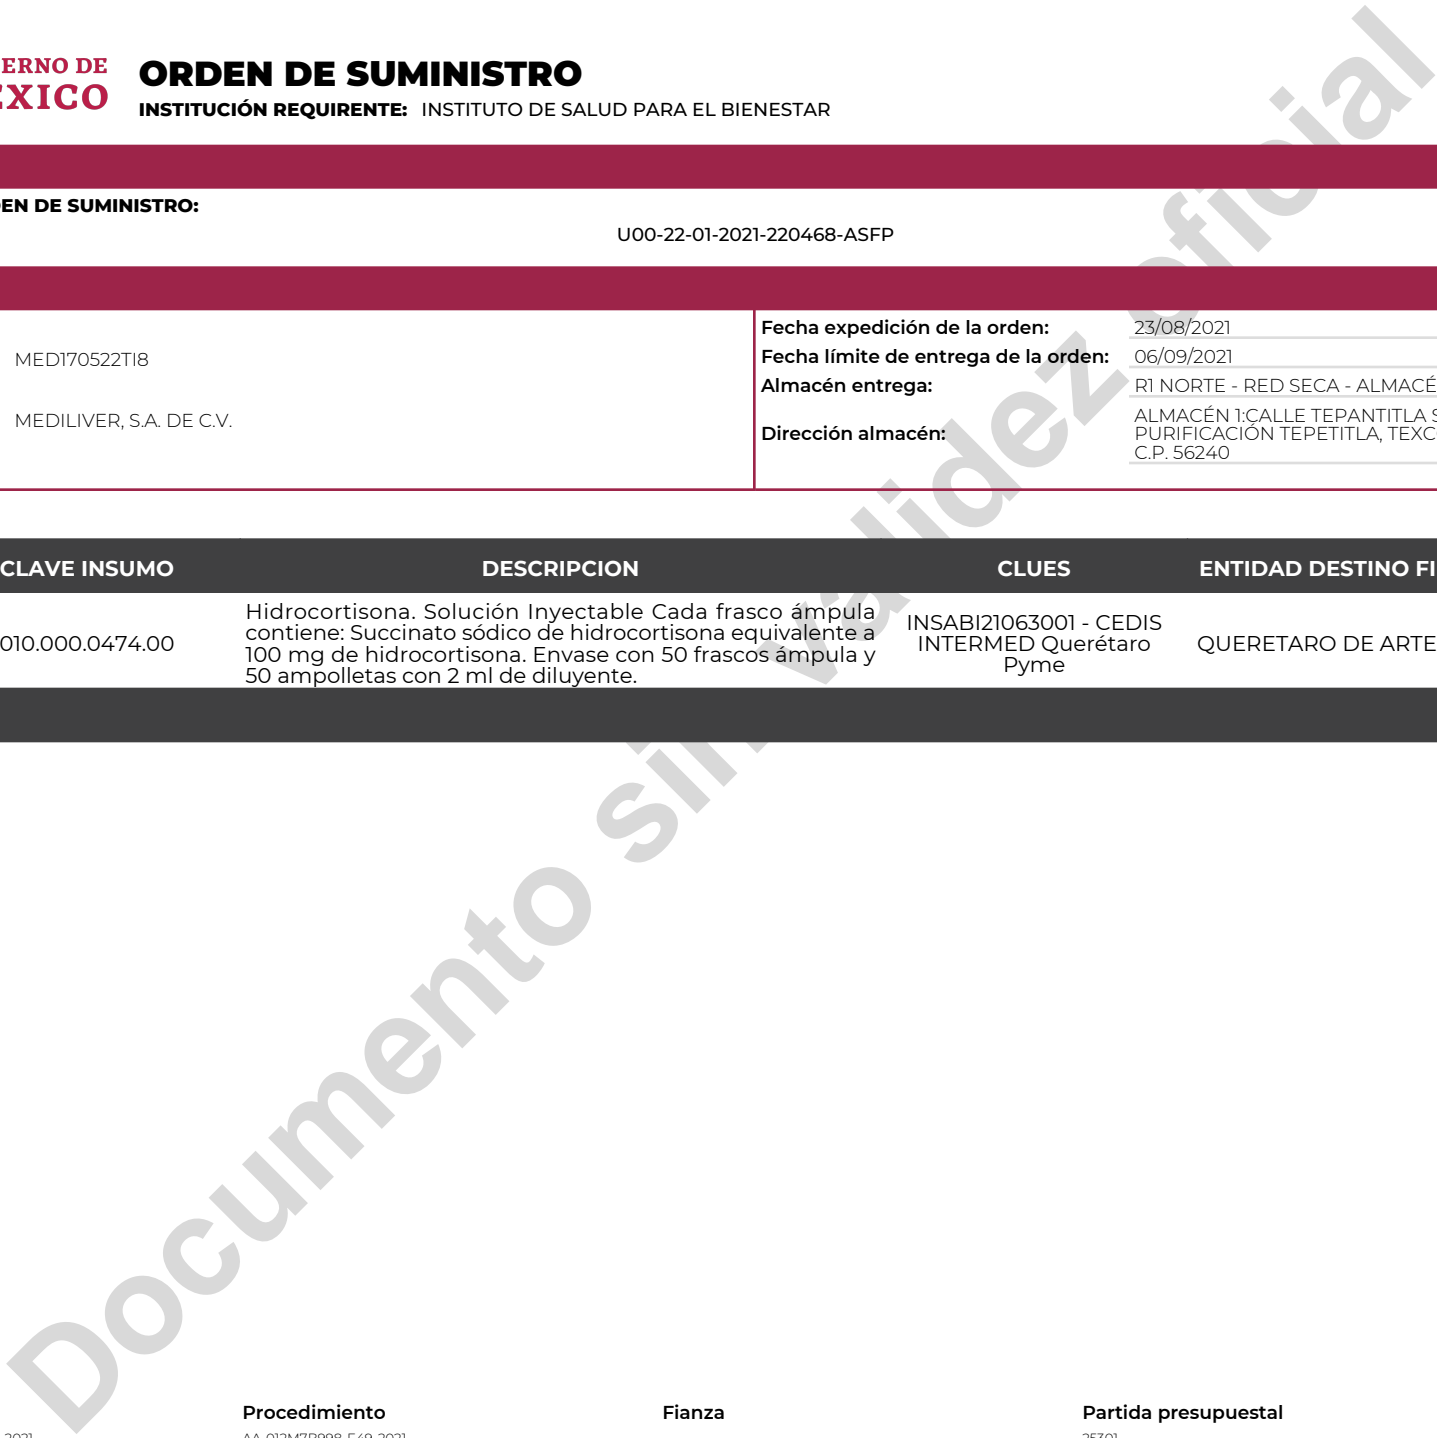 ERNO DE
EXICO
ORDEN DE SUMINISTRO
INSTITUCIÓN REQUIRENTE: INSTITUTO DE SALUD PARA EL BIENESTAR
EN DE SUMINISTRO:
U00-22-01-2021-220468-ASFP
MED170522TI8
MEDILIVER, S.A. DE C.V.
Fecha expedición de la orden: 23/08/2021
Fecha límite de entrega de la orden: 06/09/2021
Almacén entrega: R1 NORTE - RED SECA - ALMACÉ
Dirección almacén:
ALMACÉN 1:CALLE TEPANTITLA S
PURIFICACIÓN TEPETITLA, TEXC
C.P. 56240
CLAVE INSUMO DESCRIPCION CLUES ENTIDAD DESTINO FI
010.000.0474.00
Hidrocortisona. Solución Inyectable Cada frasco ámpula
contiene: Succinato sódico de hidrocortisona equivalente a
100 mg de hidrocortisona. Envase con 50 frascos ámpula y
50 ampolletas con 2 ml de diluyente.
INSABI21063001 - CEDIS
INTERMED Querétaro
Pyme
QUERETARO DE ARTE
Documento sin validez oficial
Procedimiento Fianza Partida presupuestal